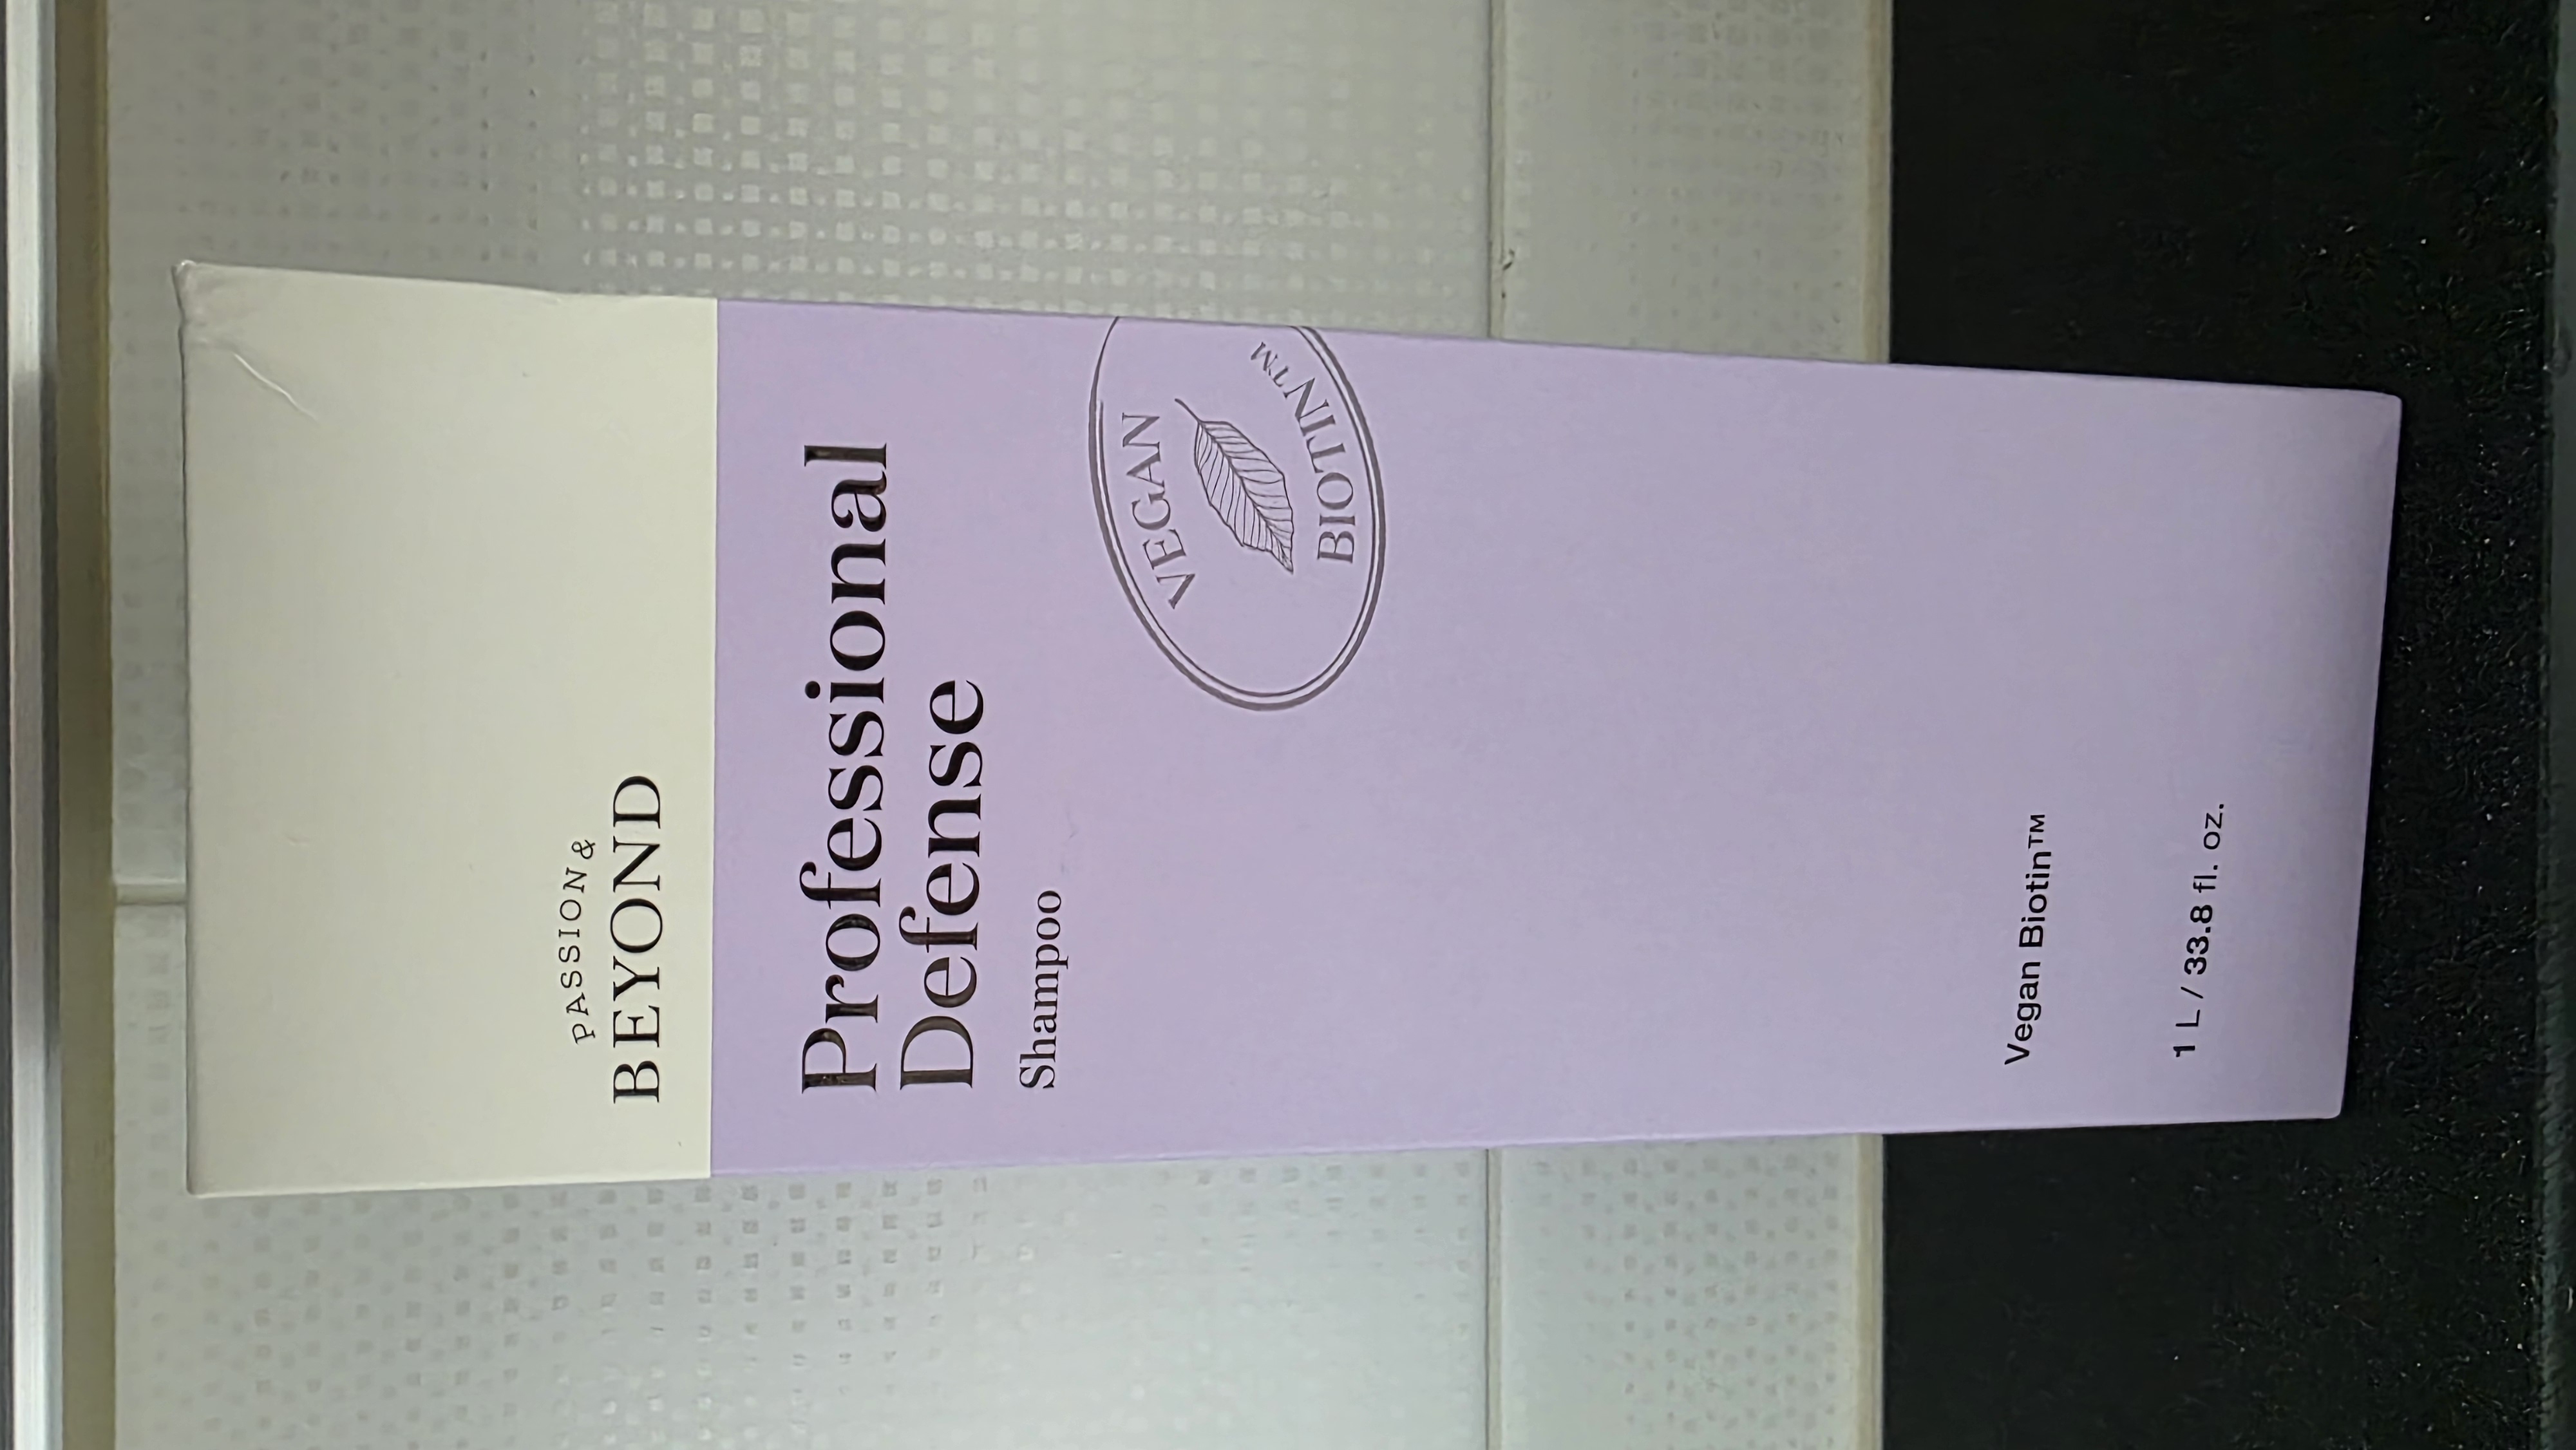 PASSION &
BEYOND
Professional
Defense
Shampoo
VEGAN
BIOTIN™
Vegan Biotin™
1 L / 33.8 fl. oz.